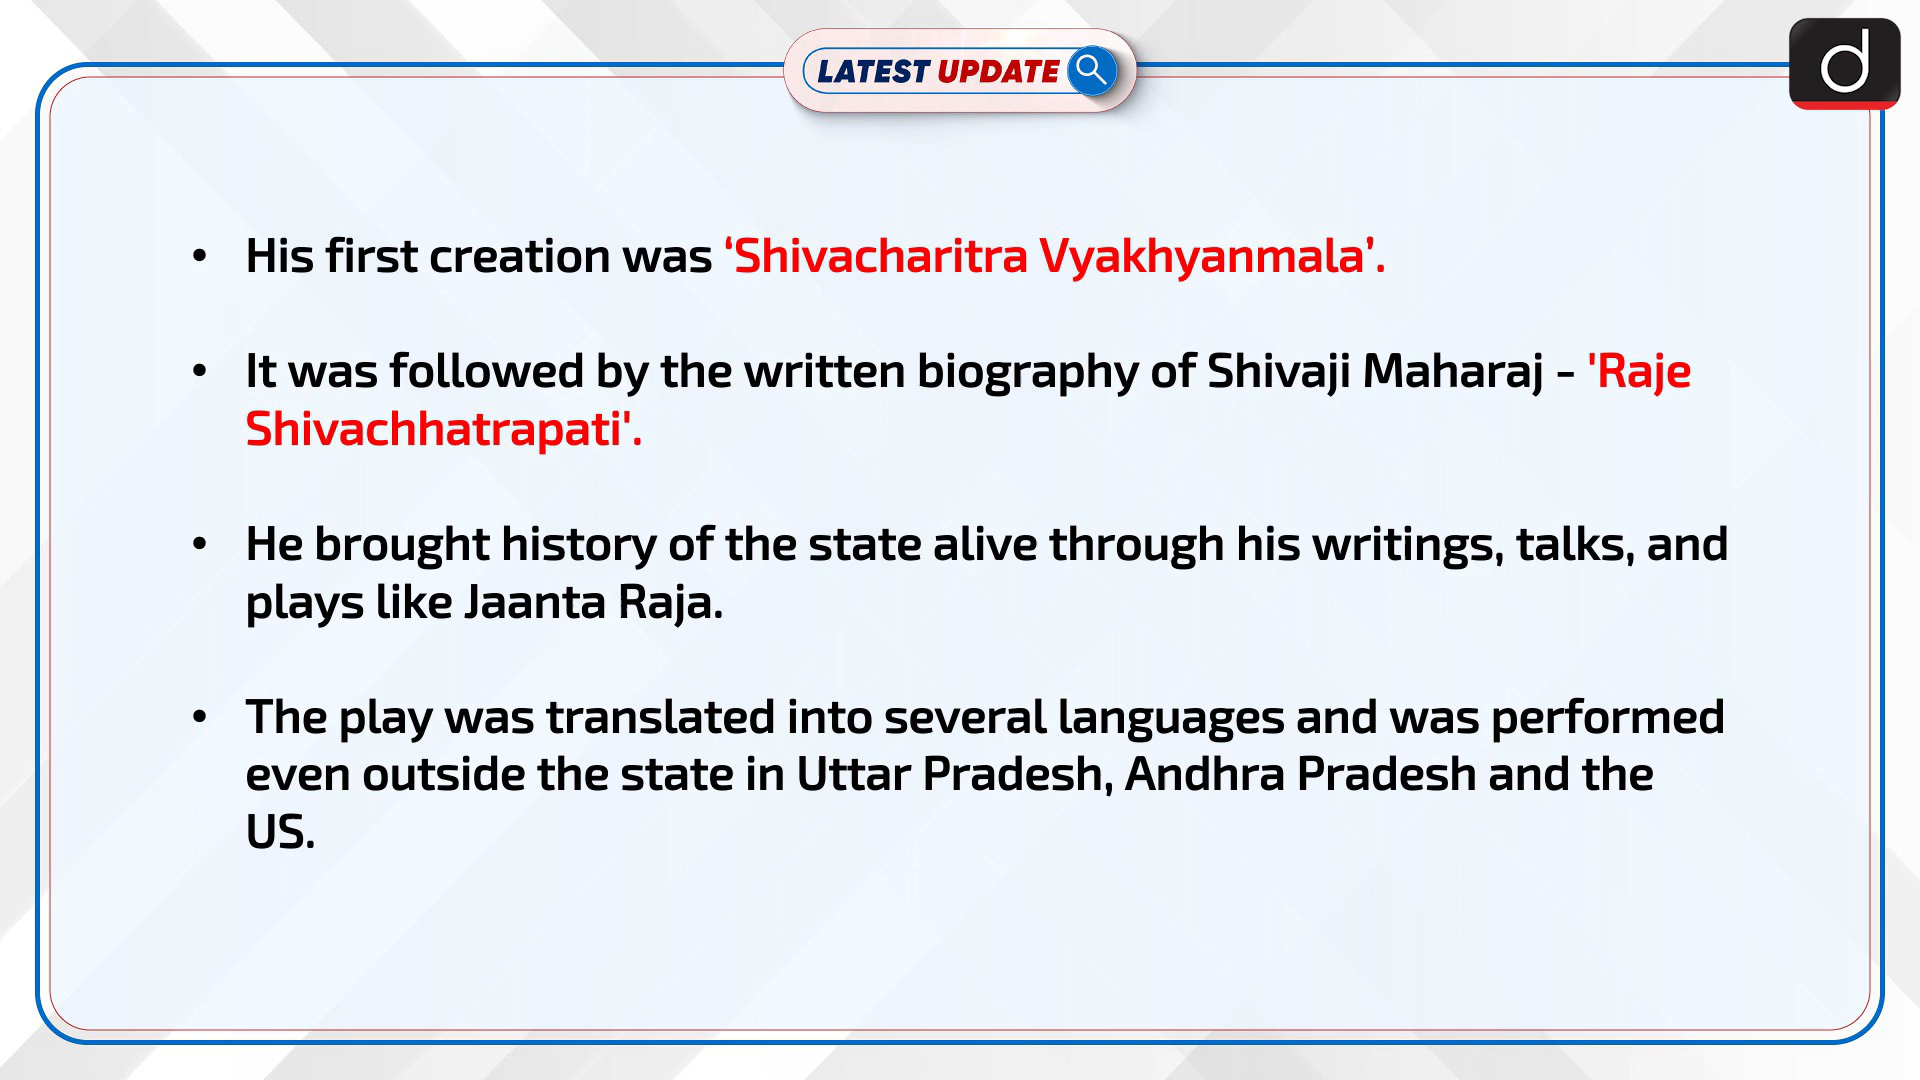 LATEST UPDATE
d
• His first creation was ‘Shivacharitra Vyakhyanmala’.
• It was followed by the written biography of Shivaji Maharaj - 'Raje
Shivachhatrapati'.
• He brought history of the state alive through his writings, talks, and
plays like Jaanta Raja.
• The play was translated into several languages and was performed
even outside the state in Uttar Pradesh, Andhra Pradesh and the
US.